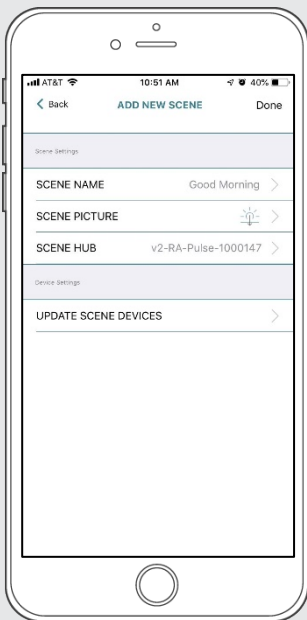 AT&T 10:51 AM 40%
Back ADD NEW SCENE Done
Scene Settings
SCENE NAME Good Morning
SCENE PICTURE
SCENE HUB v2-RA-Pulse-1000147
Device Settings
UPDATE SCENE DEVICES